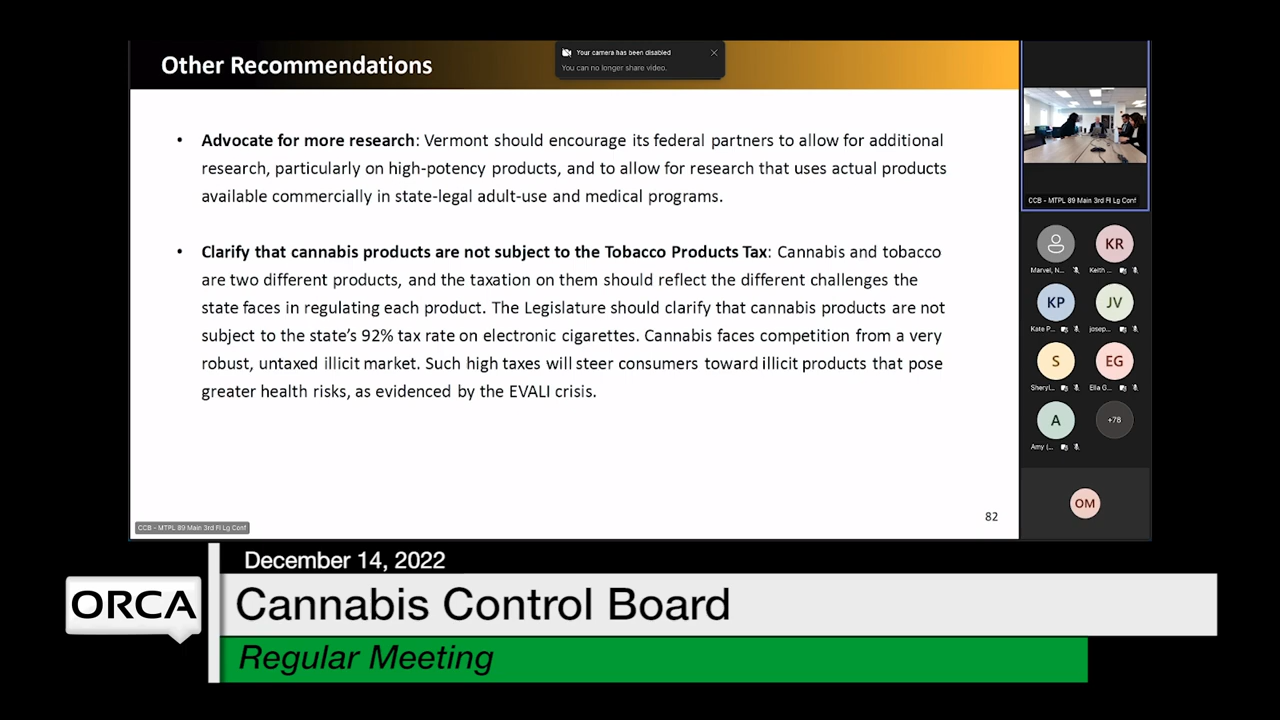 Other Recommendations
Your camera has been disabled
You can no longer share video.
• Advocate for more research: Vermont should encourage its federal partners to allow for additional
research, particularly on high-potency products, and to allow for research that uses actual products
available commercially in state-legal adult-use and medical programs.
• Clarify that cannabis products are not subject to the Tobacco Products Tax: Cannabis and tobacco
are two different products, and the taxation on them should reflect the different challenges the
state faces in regulating each product. The Legislature should clarify that cannabis products are not
subject to the state's 92% tax rate on electronic cigarettes. Cannabis faces competition from a very
robust, untaxed illicit market. Such high taxes will steer consumers toward illicit products that pose
greater health risks, as evidenced by the EVALI crisis.
82
CCB - MTPL 89 Main 3rd Fl Lg Conf
CCB - MTPL 89 Main 3rd Fl Lg Conf
KR
Marvel, N...
Keith ...
KP
JV
Kate P...
josep...
S
EG
Sheryl...
Ella G...
A
+78
Amy (...
OM
December 14, 2022
ORCA
Cannabis Control Board
Regular Meeting